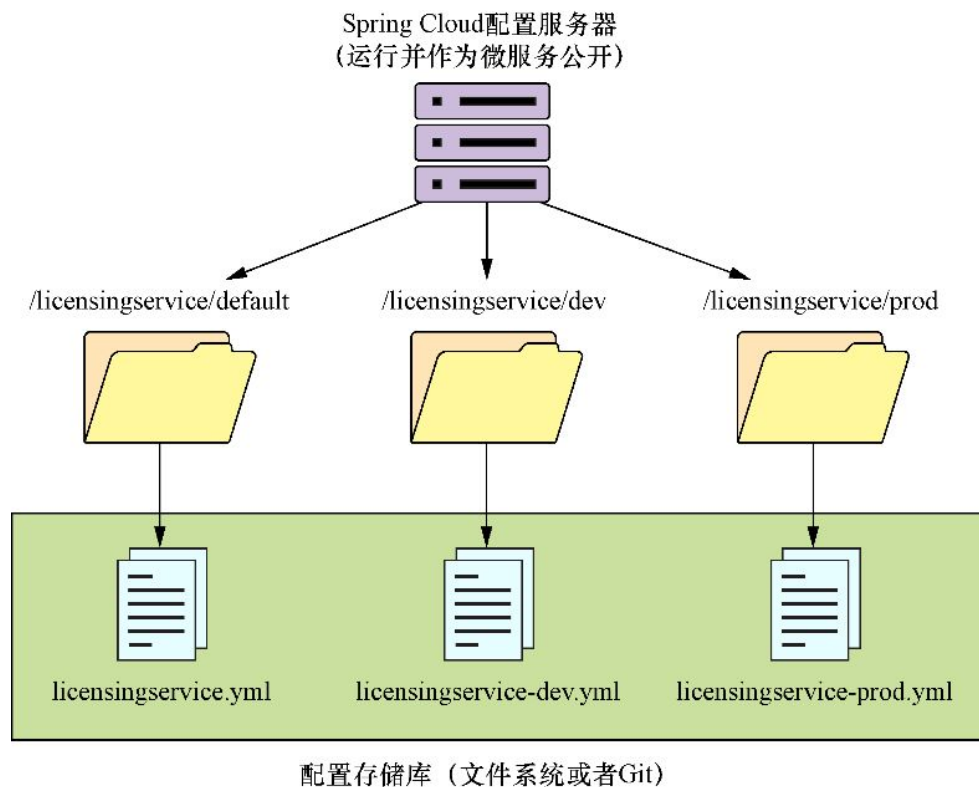 Spring Cloud配置服务器
(运行并作为微服务公开)
/licensingservice/default
/licensingservice/dev
/licensingservice/prod
licensingservice.yml
licensingservice-dev.yml
licensingservice-prod.yml
配置存储库（文件系统或者Git）